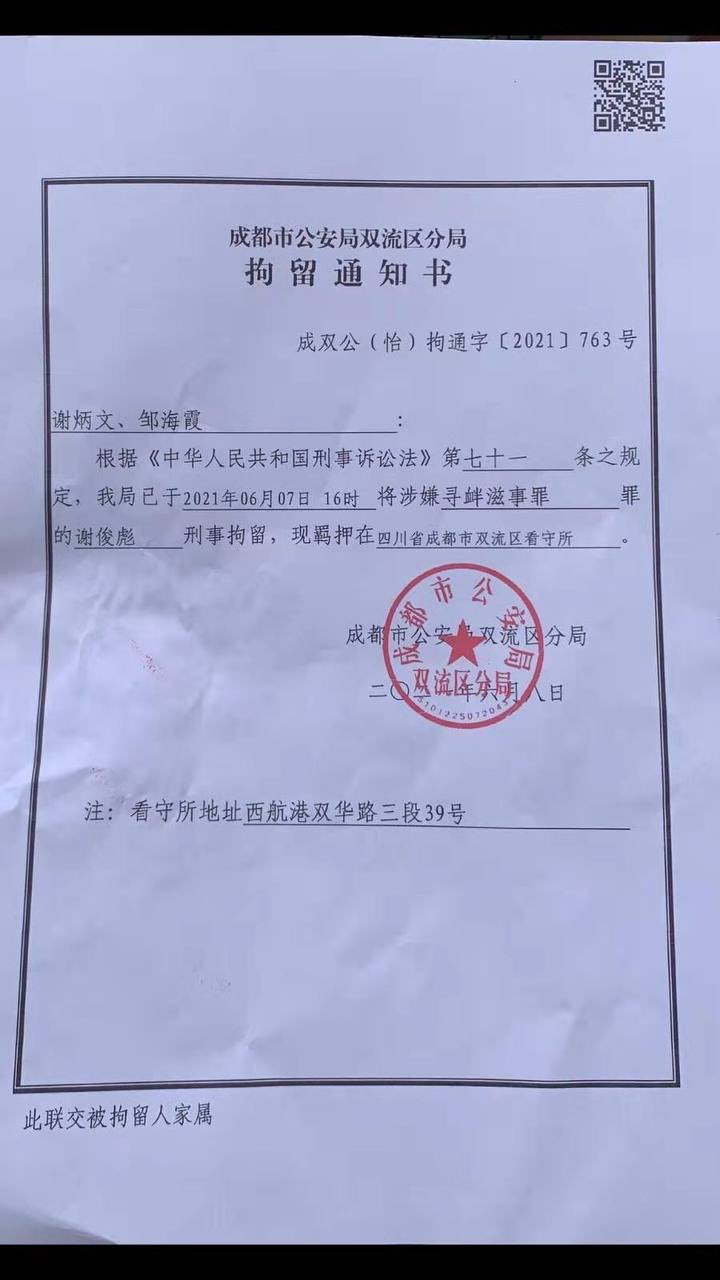 成都市公安局双流区分局
拘留通知书
成双公（怡）拘通字〔2021〕763号
谢炳文、邹海霞：
根据《中华人民共和国刑事诉讼法》第七十一条之规
定，我局已于2021年06月07日 16时将涉嫌寻衅滋事罪罪
的谢俊彪刑事拘留，现羁押在四川省成都市双流区看守所。
成都市公安局双流区分局
二〇二一年六月八日
成都市公安局
双流区分局
注：看守所地址西航港双华路三段39号
此联交被拘留人家属